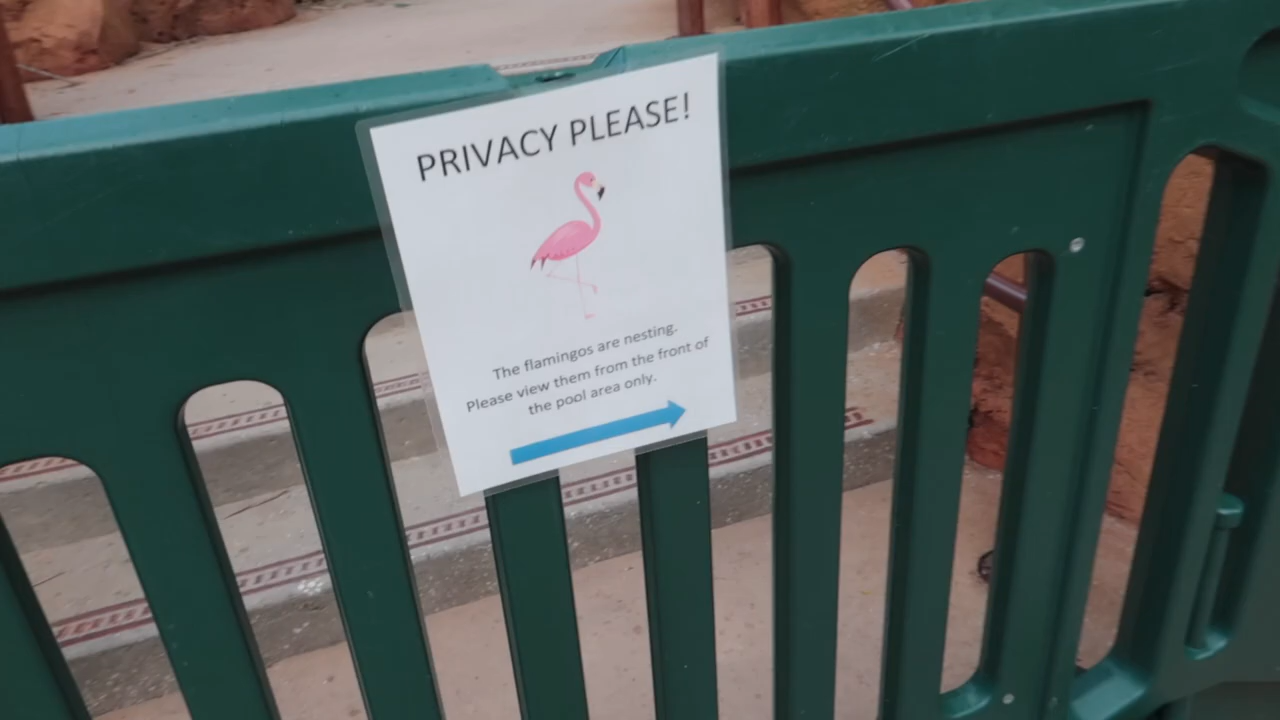 PRIVACY PLEASE!
The flamingos are nesting.
Please view them from the front of
the pool area only.